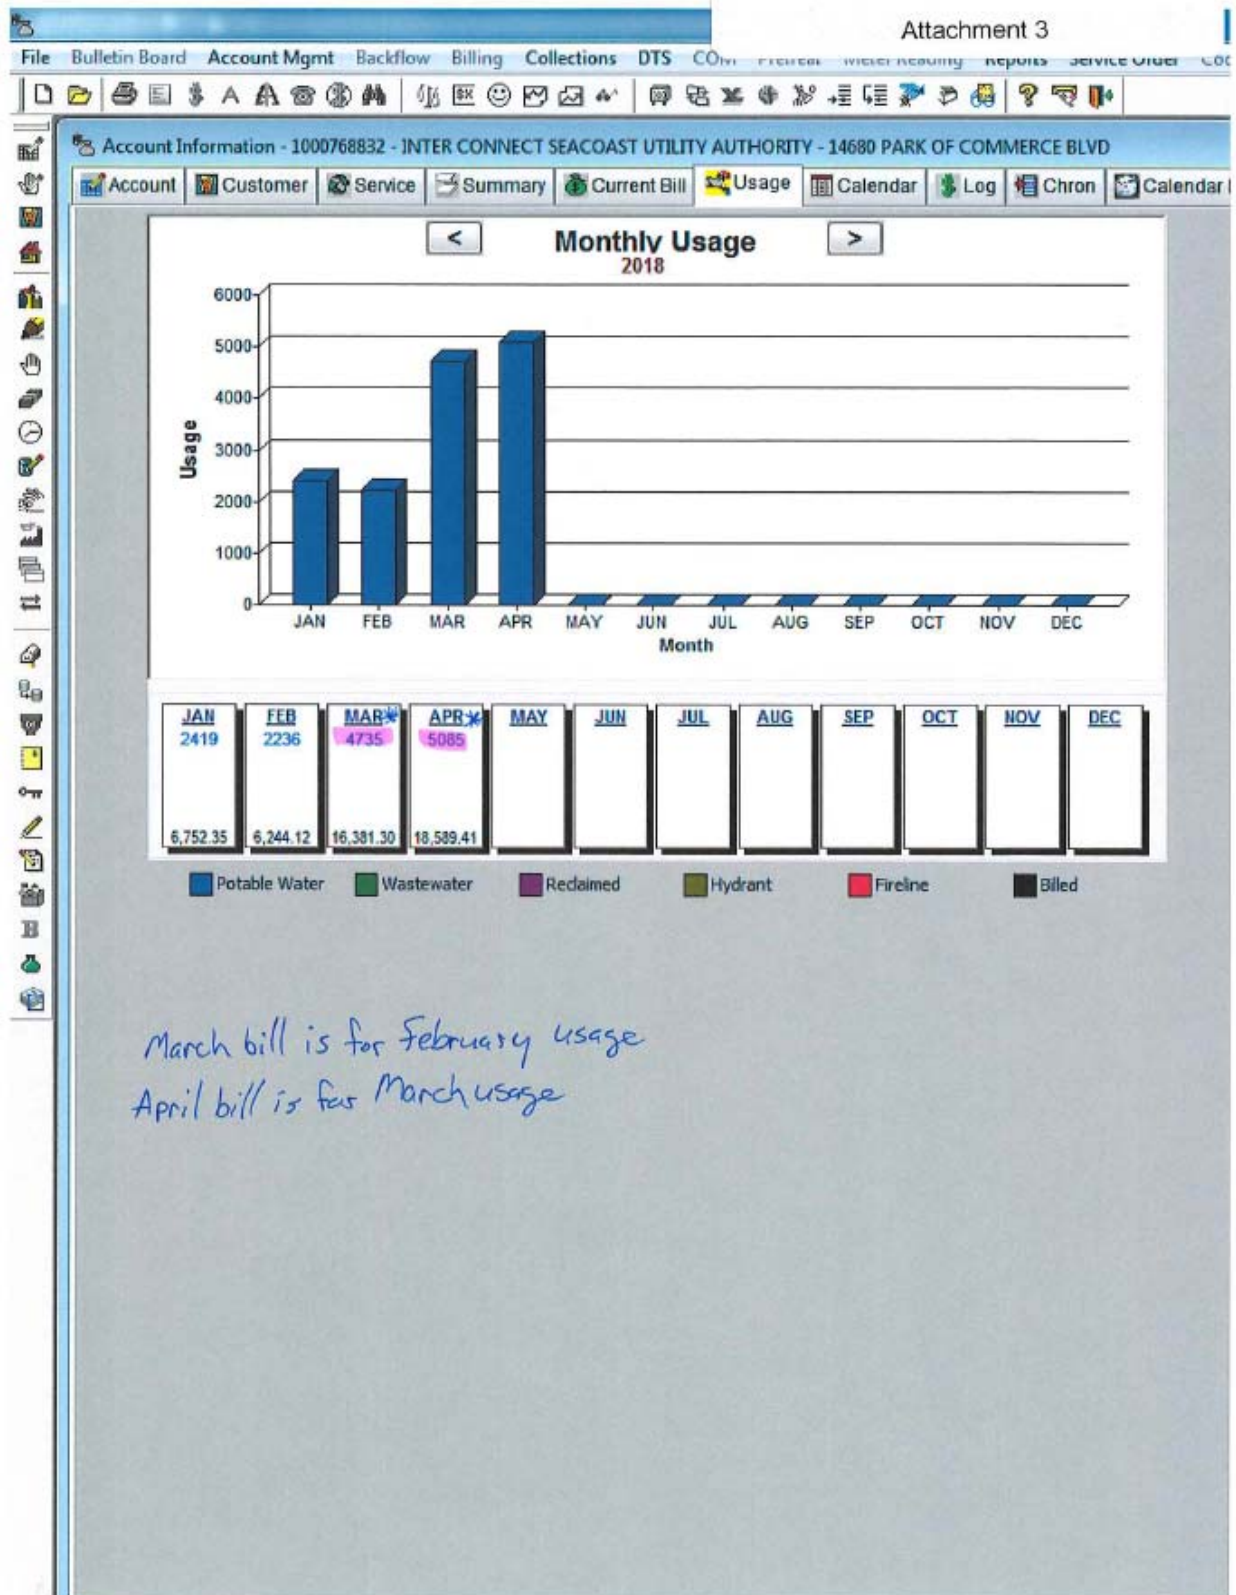 Attachment 3
File Bulletin Board Account Mgmt Backflow Billing Collections DTS Reports Service Order
Account Information - 1000768832 - INTER CONNECT SEACOAST UTILITY AUTHORITY - 14680 PARK OF COMMERCE BLVD
Account Customer Service Summary Current Bill Usage Calendar Log Chron Calendar
< Monthly Usage >
2018
6000
5000
4000
3000
2000
1000
0
Usage
JAN FEB MAR APR MAY JUN JUL AUG SEP OCT NOV DEC
Month
JAN FEB MAR* APR* MAY JUN JUL AUG SEP OCT NOV DEC
2419 2236 4735 5085
6,752.35 6,244.12 16,381.30 18,589.41
Potable Water Wastewater Reclaimed Hydrant Fireline Billed
March bill is for February usage
April bill is for March usage